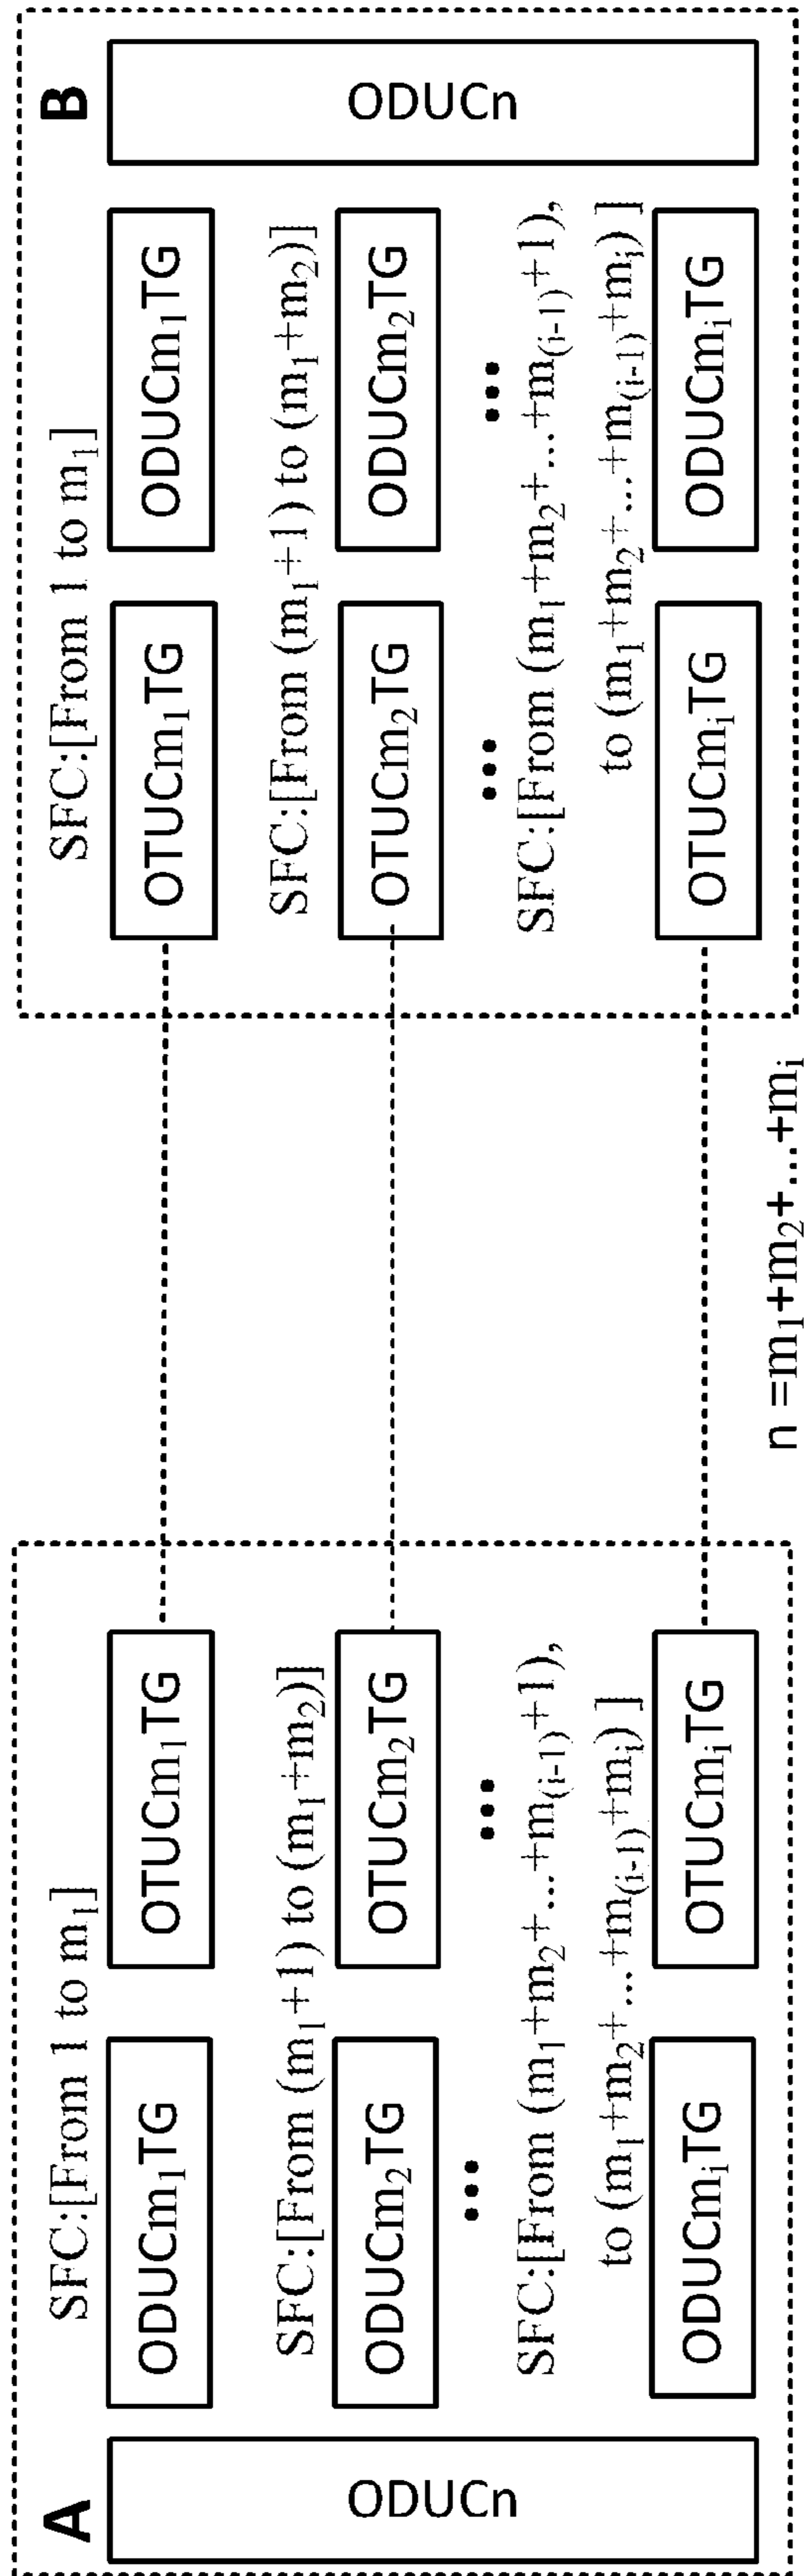 A
ODUCn
SFC:[From 1 to m₁]
ODUCm₁TG
OTUCm₁TG
SFC:[From (m₁+1) to (m₁+m₂)]
ODUCm₂TG
OTUCm₂TG
••• •••
SFC:[From (m₁+m₂+...+m₍ᵢ₋₁₎+1),
to (m₁+m₂+...+m₍ᵢ₋₁₎+mᵢ) ]
ODUCmᵢTG
OTUCmᵢTG
n =m₁+m₂+...+mᵢ
B
SFC:[From 1 to m₁]
OTUCm₁TG
ODUCm₁TG
SFC:[From (m₁+1) to (m₁+m₂)]
OTUCm₂TG
ODUCm₂TG
••• •••
SFC:[From (m₁+m₂+...+m₍ᵢ₋₁₎+1),
to (m₁+m₂+...+m₍ᵢ₋₁₎+mᵢ) ]
OTUCmᵢTG
ODUCmᵢTG
ODUCn